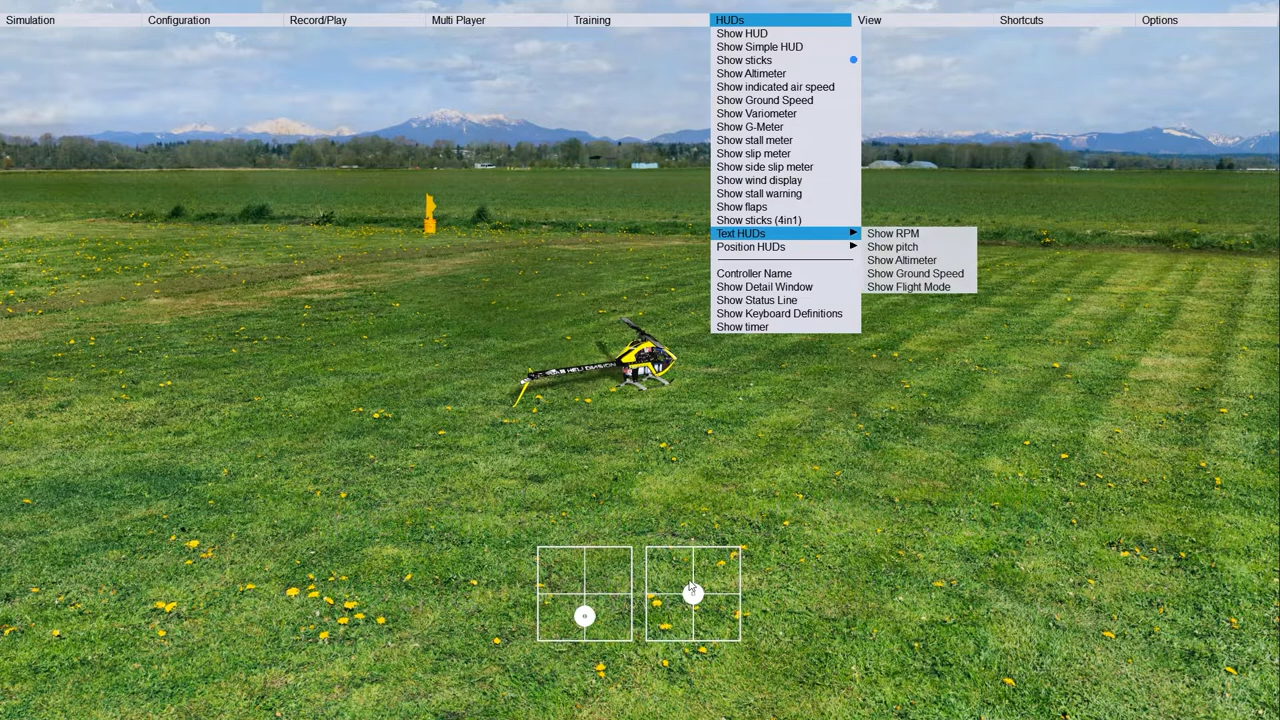 Simulation
Configuration
Record/Play
Multi Player
Training
HUDs
View
Shortcuts
Options
Show HUD
Show Simple HUD
Show sticks
Show Altimeter
Show indicated air speed
Show Ground Speed
Show Variometer
Show G-Meter
Show stall meter
Show slip meter
Show side slip meter
Show wind display
Show stall warning
Show flaps
Show sticks (4in1)
Text HUDs
Position HUDs
Controller Name
Show Detail Window
Show Status Line
Show Keyboard Definitions
Show timer
Show RPM
Show pitch
Show Altimeter
Show Ground Speed
Show Flight Mode
HELI DIVISION